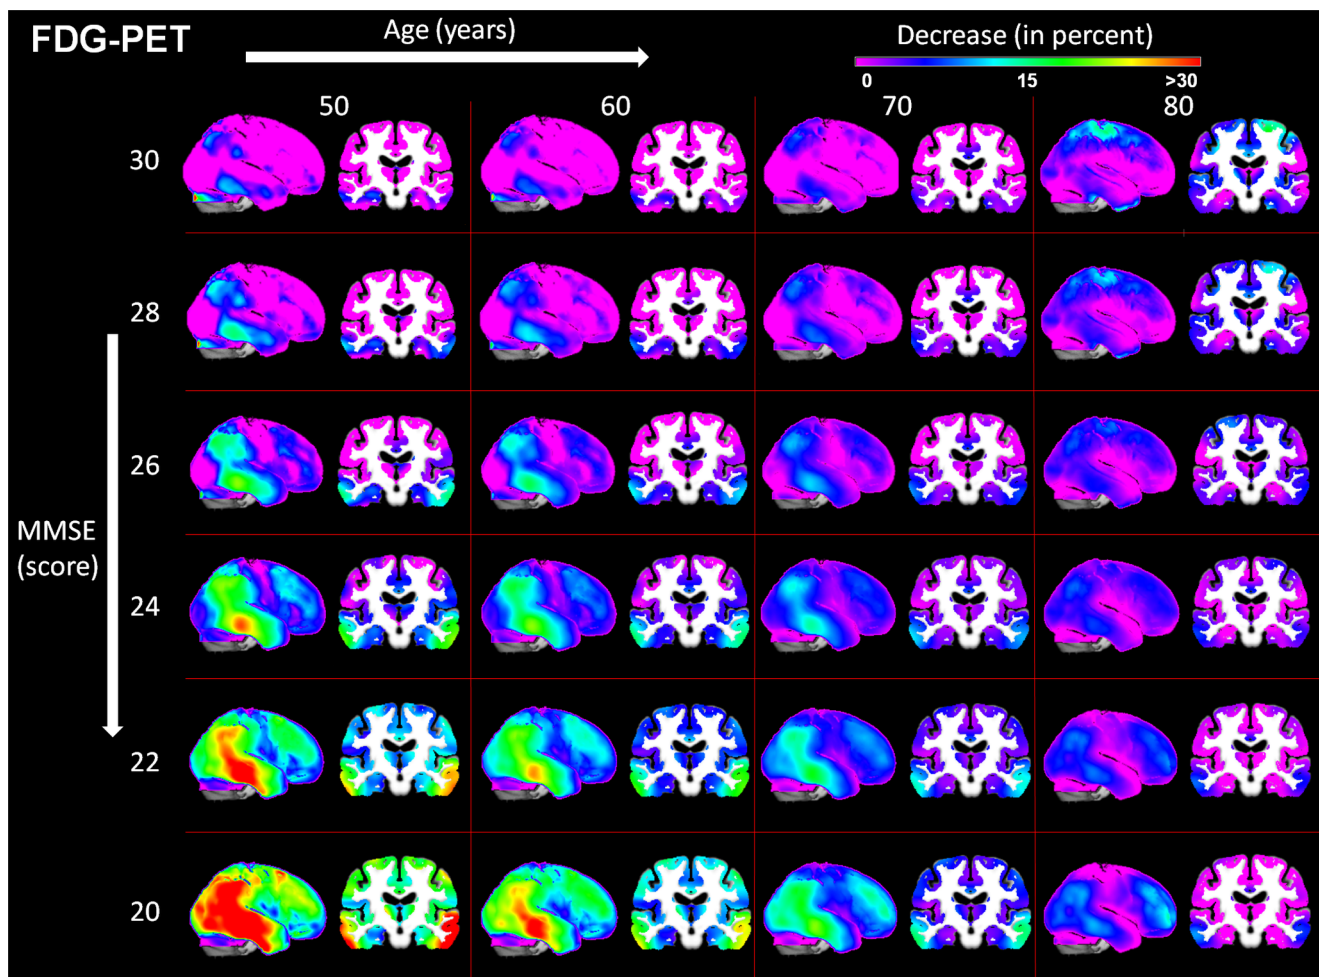 FDG-PET
Age (years)
Decrease (in percent)
0 15 >30
50 60 70 80
30
28
26
MMSE
(score)
24
22
20